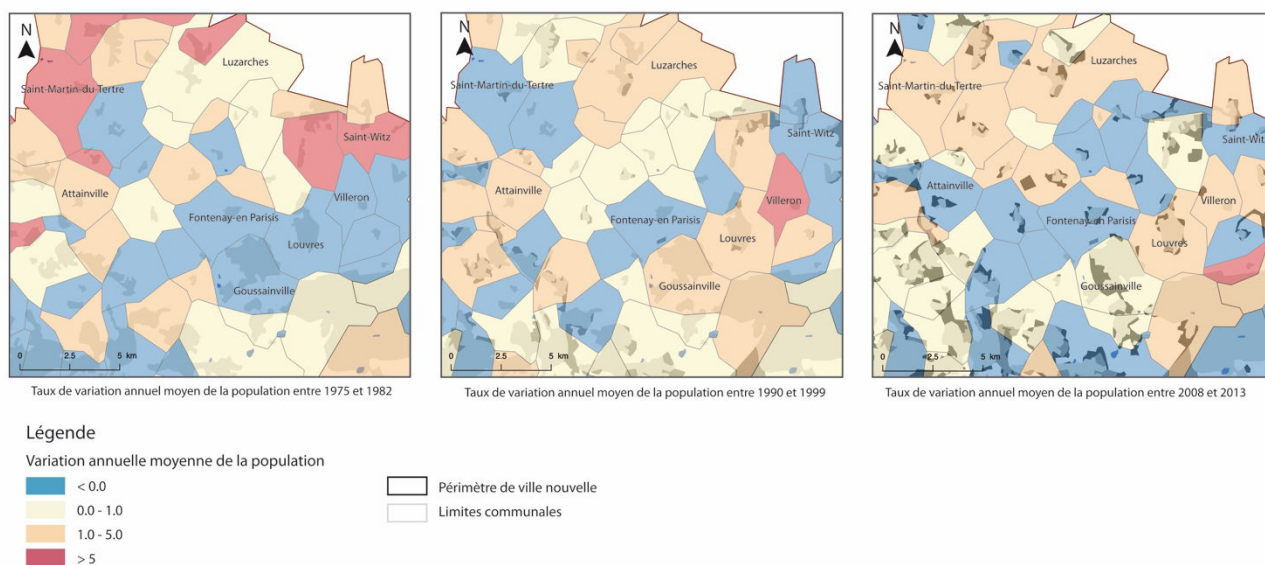 N
Luzarches
Saint-Martin-du-Tertre
Saint-Witz
Attainville
Villeron
Fontenay-en Parisis
Louvres
Goussainville
0 2.5 5 km
Taux de variation annuel moyen de la population entre 1975 et 1982
N
Luzarches
Saint-Martin-du-Tertre
Saint-Witz
Attainville
Villeron
Fontenay-en Parisis
Louvres
Goussainville
0 2.5 5 km
Taux de variation annuel moyen de la population entre 1990 et 1999
N
Luzarches
Saint-Martin-du-Tertre
Saint-Wit
Attainville
Villeron
Fontenay-en Parisis
Louvres
Goussainville
0 2.5 5 km
Taux de variation annuel moyen de la population entre 2008 et 2013
Légende
Variation annuelle moyenne de la population
< 0.0
0.0 - 1.0
1.0 - 5.0
> 5
Périmètre de ville nouvelle
Limites communales